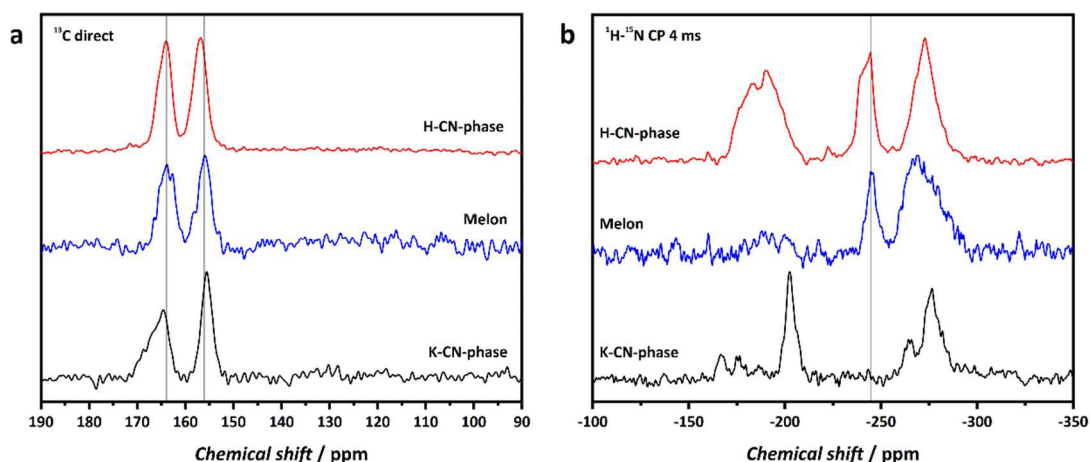 a
¹³C direct
H-CN-phase
Melon
K-CN-phase
190 180 170 160 150 140 130 120 110 100 90
Chemical shift / ppm
b
¹H-¹⁵N CP 4 ms
H-CN-phase
Melon
K-CN-phase
-100 -150 -200 -250 -300 -350
Chemical shift / ppm